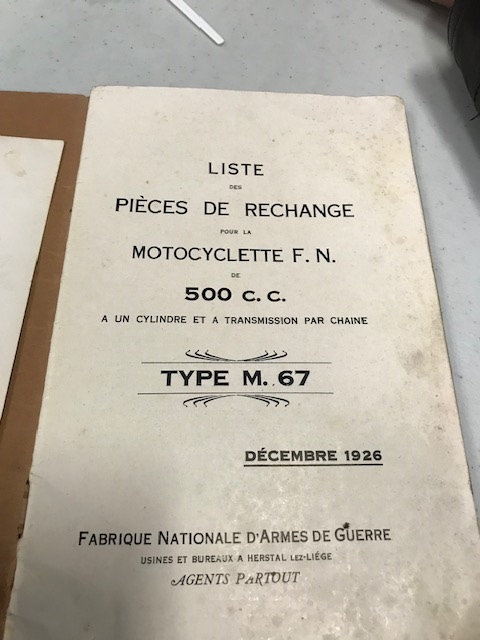 LISTE
DES
PIÈCES DE RECHANGE
POUR LA
MOTOCYCLETTE F. N.
DE
500 C. C.
A UN CYLINDRE ET A TRANSMISSION PAR CHAINE
TYPE M. 67
DÉCEMBRE 1926
FABRIQUE NATIONALE D'ARMES DE GUERRE
USINES ET BUREAUX A HERSTAL LEZ-LIÉGE
AGENTS PARTOUT